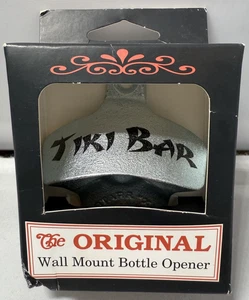 TIKI BAR
The ORIGINAL
Wall Mount Bottle Opener